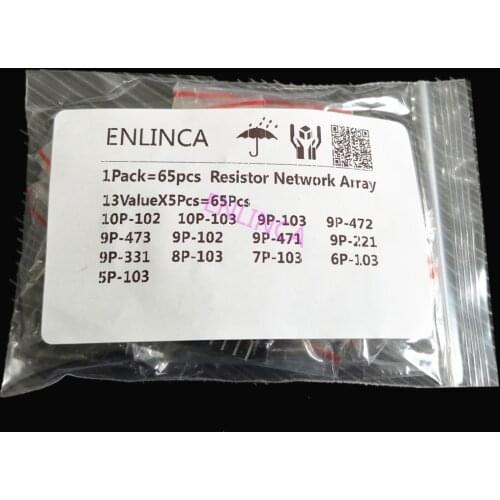 ENLINCA
1Pack=65pcs Resistor Network Array
13ValueX5Pcs=65Pcs
ENLINCA
10P-102 10P-103 9P-103 9P-472
9P-473 9P-102 9P-471 9P-221
9P-331 8P-103 7P-103 6P-103
5P-103